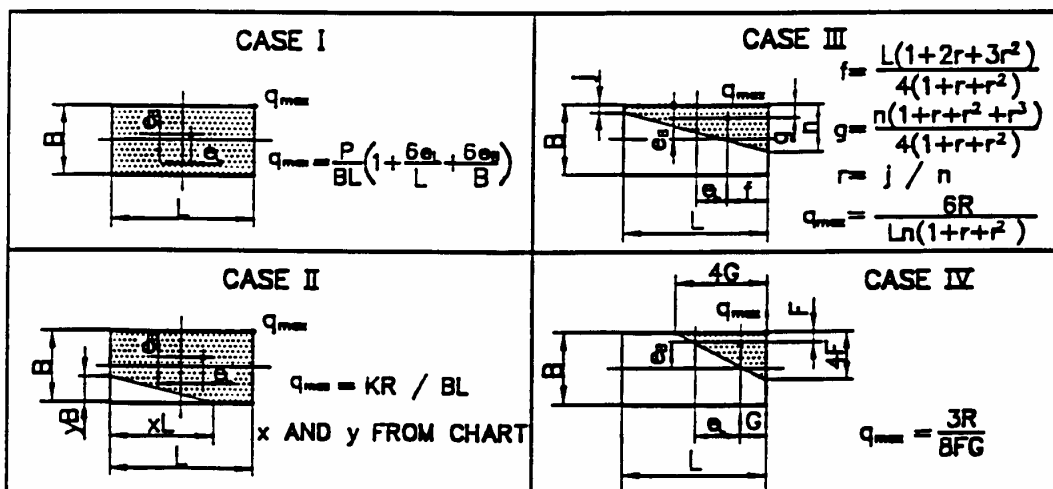 CASE I
q max
B
e B
e L
L
q max = P/BL (1 + 6e L/L + 6e B/B)
CASE III
f = L(1+2r+3r²)/4(1+r+r²)
g = n(1+r+r²+r³)/4(1+r+r²)
r = j / n
q max = 6R/Ln(1+r+r²)
q max
j
B
e B
g
n
e L
f
L
CASE II
q max
B
e B
e L
yB
xL
L
q max = KR / BL
x AND y FROM CHART
CASE IV
4G
q max
F
B
e B
4F
e L
G
L
q max = 3R/8FG